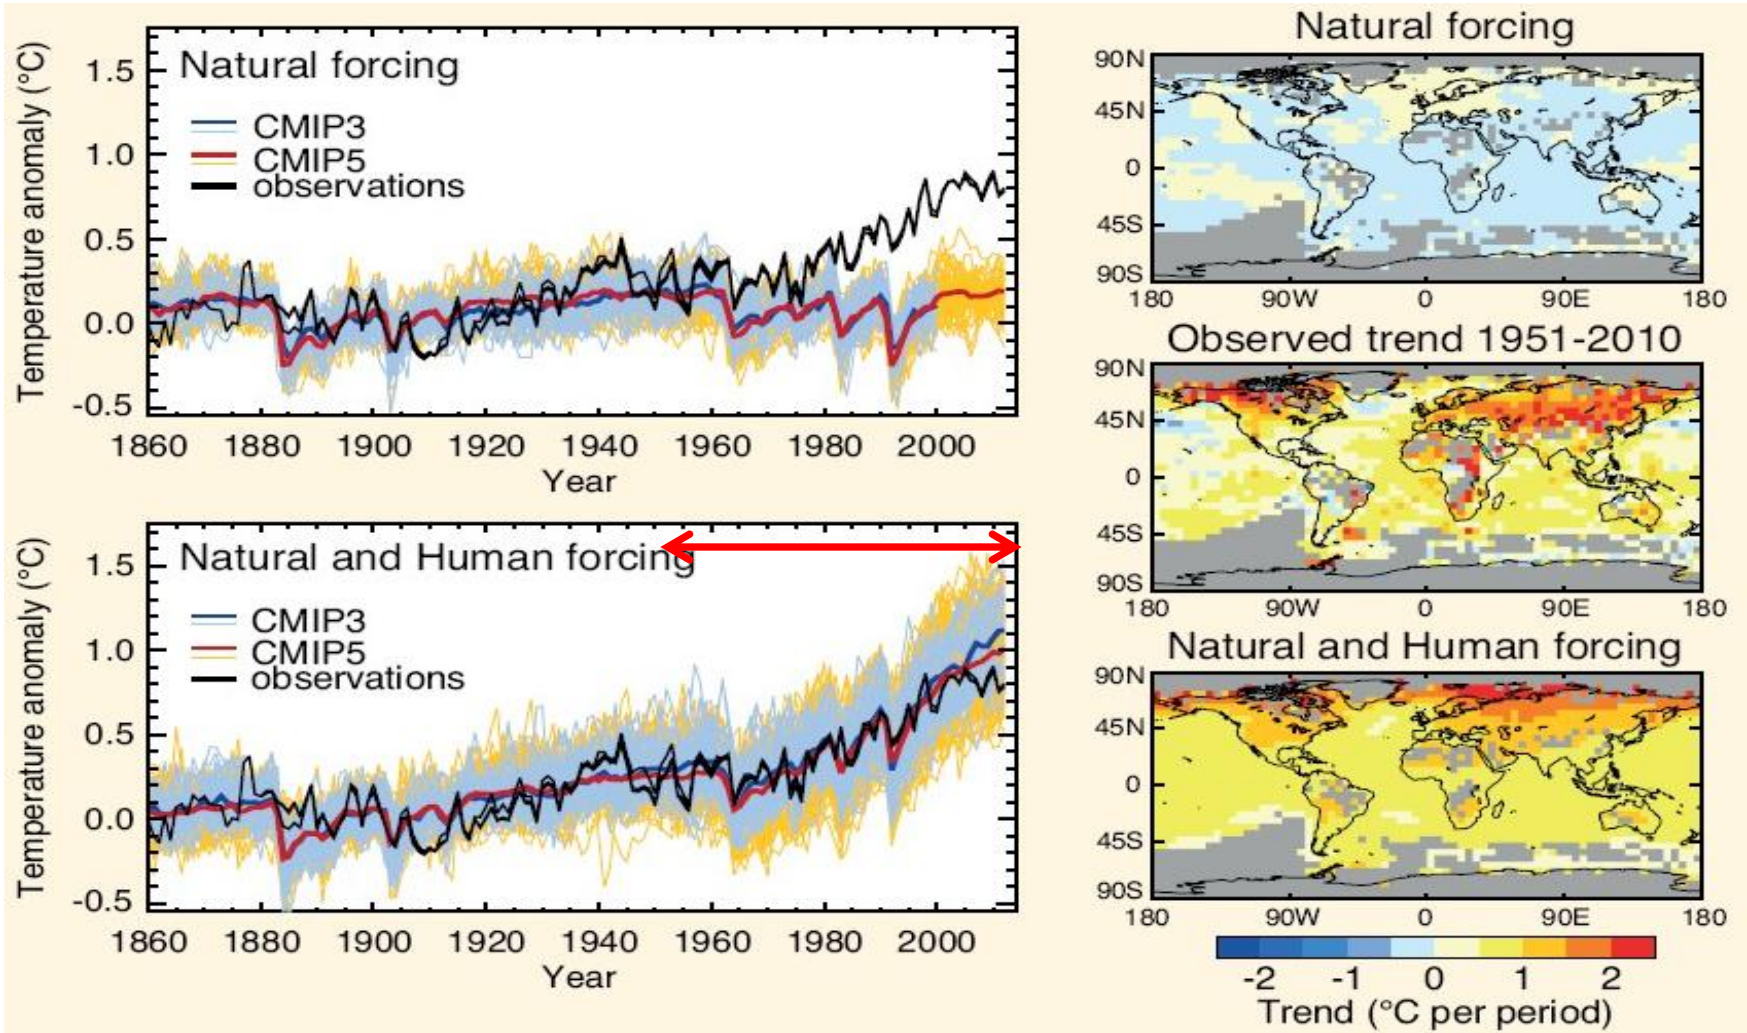 Natural forcing
CMIP3
CMIP5
observations
Temperature anomaly (°C)
1.5
1.0
0.5
0.0
-0.5
1860 1880 1900 1920 1940 1960 1980 2000
Year
Natural and Human forcing
CMIP3
CMIP5
observations
Temperature anomaly (°C)
1.5
1.0
0.5
0.0
-0.5
1860 1880 1900 1920 1940 1960 1980 2000
Year
Natural forcing
90N
45N
0
45S
90S
180 90W 0 90E 180
Observed trend 1951-2010
90N
45N
0
45S
90S
180 90W 0 90E 180
Natural and Human forcing
90N
45N
0
45S
90S
180 90W 0 90E 180
-2 -1 0 1 2
Trend (°C per period)